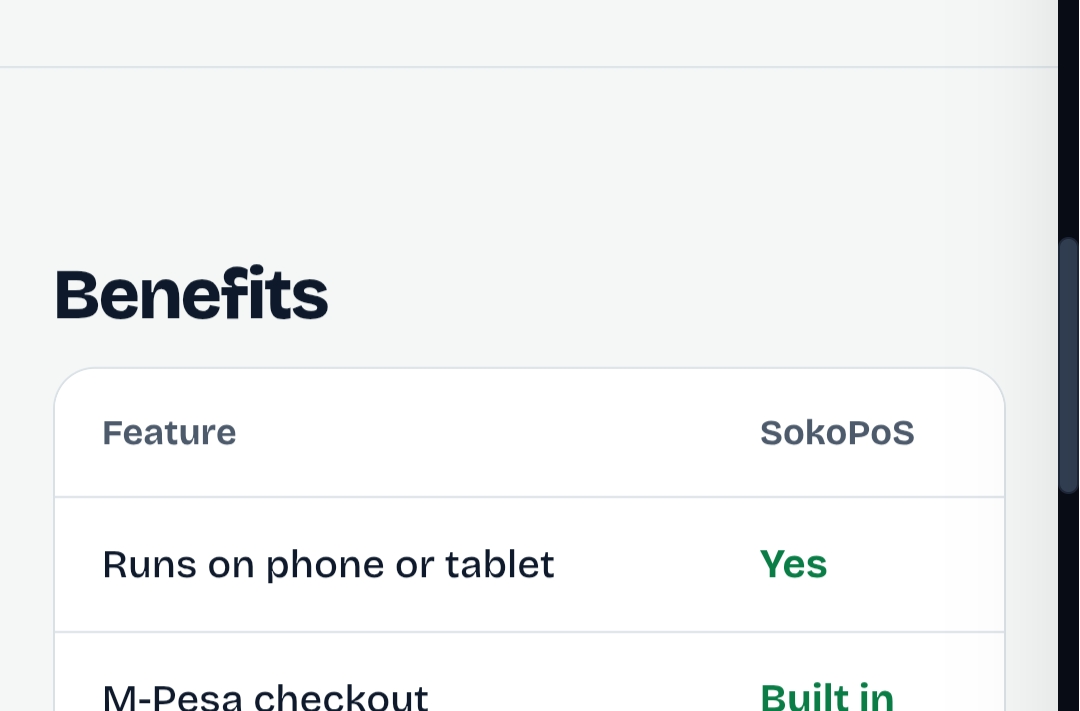 Benefits
Feature SokoPoS
Runs on phone or tablet Yes
M-Pesa checkout Built in